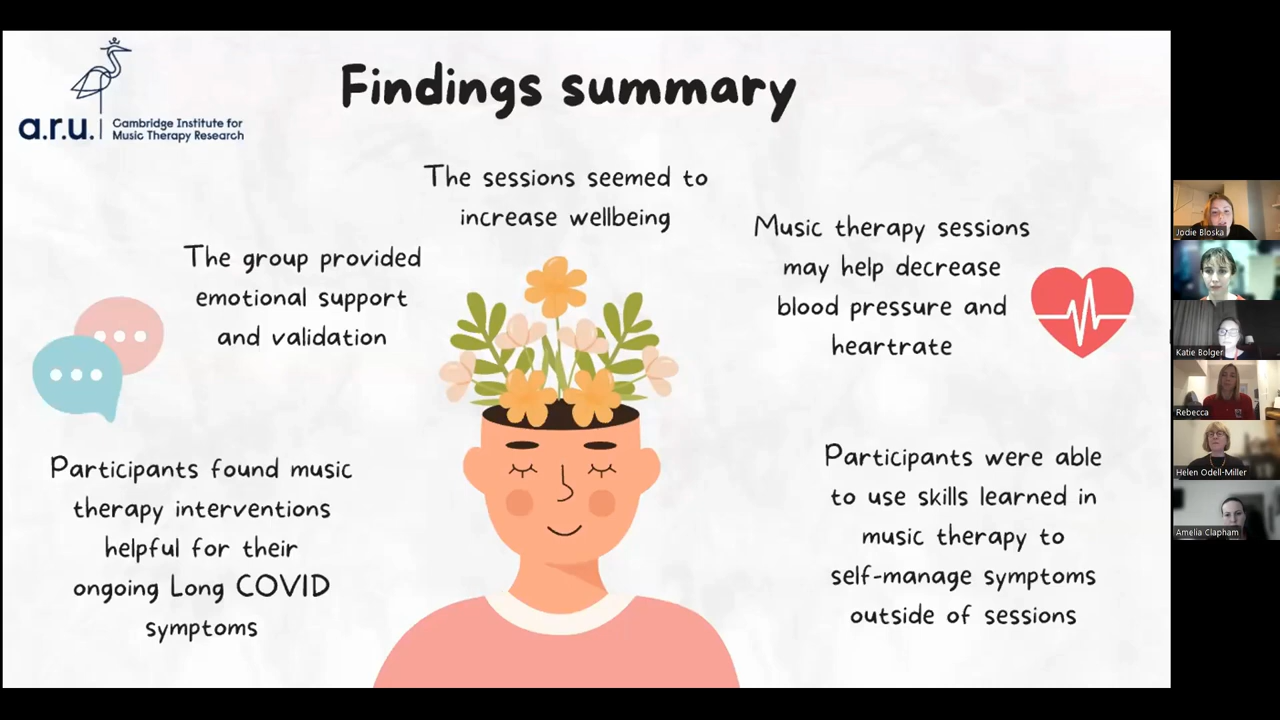 Findings summary
a.r.u.
Cambridge Institute for
Music Therapy Research
The sessions seemed to
increase wellbeing
The group provided
emotional support
and validation
Music therapy sessions
may help decrease
blood pressure and
heartrate
Participants found music
therapy interventions
helpful for their
ongoing Long COVID
symptoms
Participants were able
to use skills learned in
music therapy to
self-manage symptoms
outside of sessions
Jodie Bloska
Katie Bolger
Rebecca
Helen Odell-Miller
Amelia Clapham